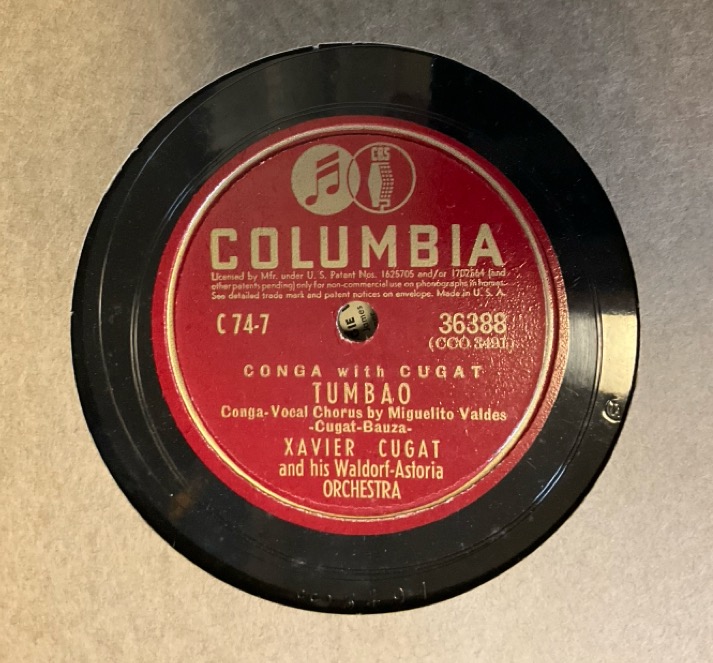 CBS
COLUMBIA
Licensed by Mfr. under U. S. Patent Nos. 1625705 and/or 1702564 (and
other patents pending) only for non-commercial use on phonographs in homes.
See detailed trade mark and patent notices on envelope. Made in U. S. A.
C 74-7
36388
(CCO 3491)
CONGA with CUGAT
TUMBAO
Conga-Vocal Chorus by Miguelito Valdes
-Cugat-Bauza-
XAVIER CUGAT
and his Waldorf-Astoria
ORCHESTRA